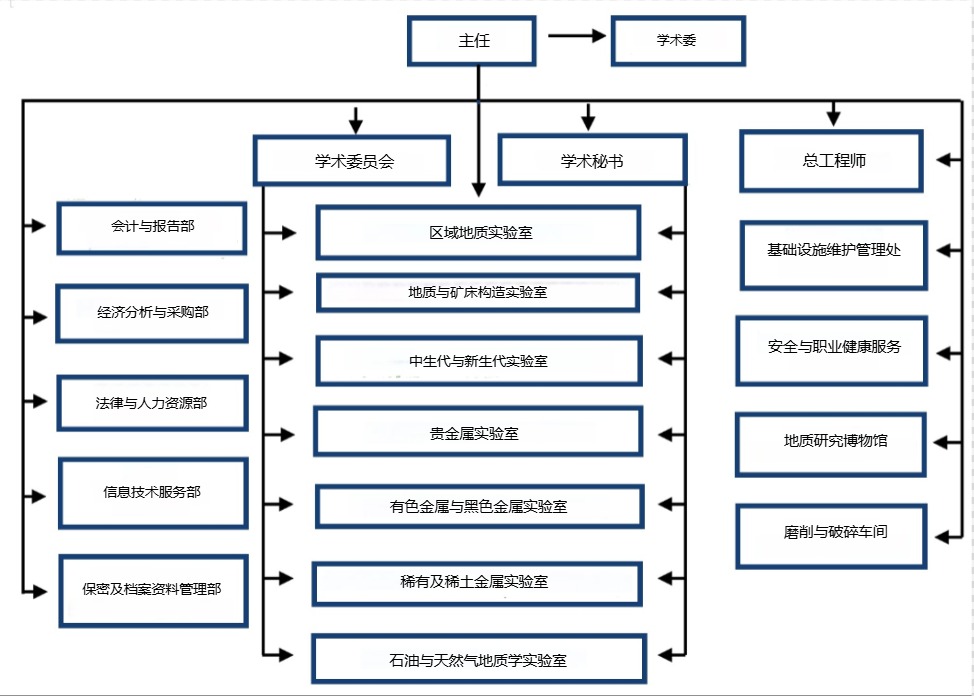 主任
学术委
学术委员会
学术秘书
总工程师
会计与报告部
经济分析与采购部
法律与人力资源部
信息技术服务部
保密及档案资料管理部
区域地质实验室
地质与矿床构造实验室
中生代与新生代实验室
贵金属实验室
有色金属与黑色金属实验室
稀有及稀土金属实验室
石油与天然气地质学实验室
基础设施维护管理处
安全与职业健康服务
地质研究博物馆
磨削与破碎车间